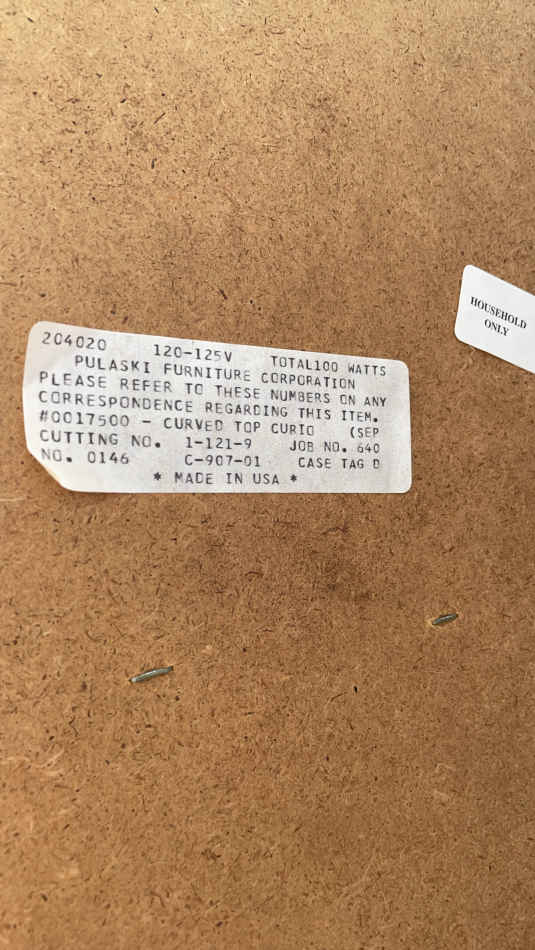 204020 120-125V TOTAL100 WATTS
PULASKI FURNITURE CORPORATION
PLEASE REFER TO THESE NUMBERS ON ANY
CORRESPONDENCE REGARDING THIS ITEM.
#0017500 - CURVED TOP CURIO (SEP
CUTTING NO. 1-121-9 JOB NO. 640
NO. 0146 C-907-01 CASE TAG D
* MADE IN USA *
HOUSEHOLD
ONLY